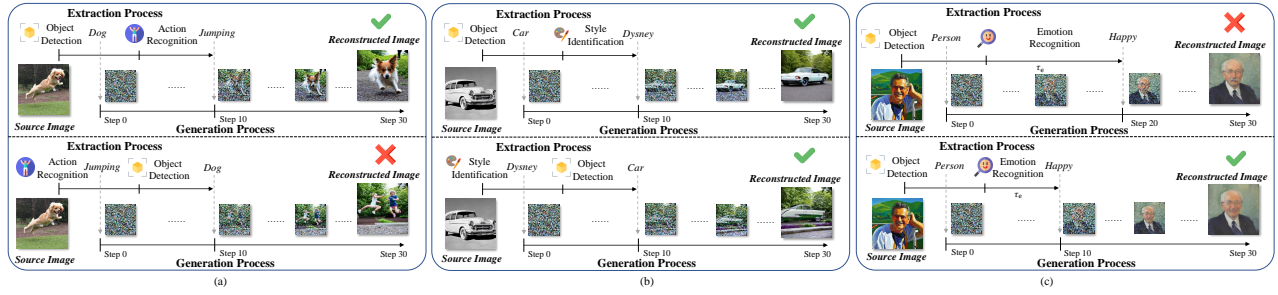 Extraction Process
Object
Detection
Dog
Action
Recognition
Jumping
Reconstructed Image
Source Image
Step 0
Step 10
Step 30
Generation Process
Extraction Process
Action
Recognition
Jumping
Object
Detection
Dog
Reconstructed Image
Source Image
Step 0
Step 10
Step 30
Generation Process
(a)
Extraction Process
Object
Detection
Car
Style
Identification
Dysney
Reconstructed Image
Source Image
Step 0
Step 10
Step 30
Generation Process
Extraction Process
Style
Identification
Dysney
Object
Detection
Car
Reconstructed Image
Source Image
Step 0
Step 10
Step 30
Generation Process
(b)
Extraction Process
Object
Detection
Person
Emotion
Recognition
Happy
τe
Reconstructed Image
Source Image
Step 0
Step 20
Step 30
Generation Process
Extraction Process
Object
Detection
Person
Emotion
Recognition
Happy
τe
Reconstructed Image
Source Image
Step 0
Step 10
Step 30
Generation Process
(c)